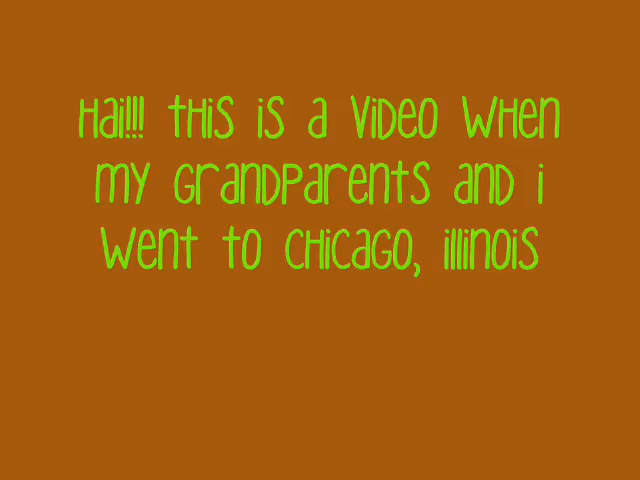 Hai!!! THis is a ViDEO WHEN
my GrandParents and i
Went to CHicaGo, illinois